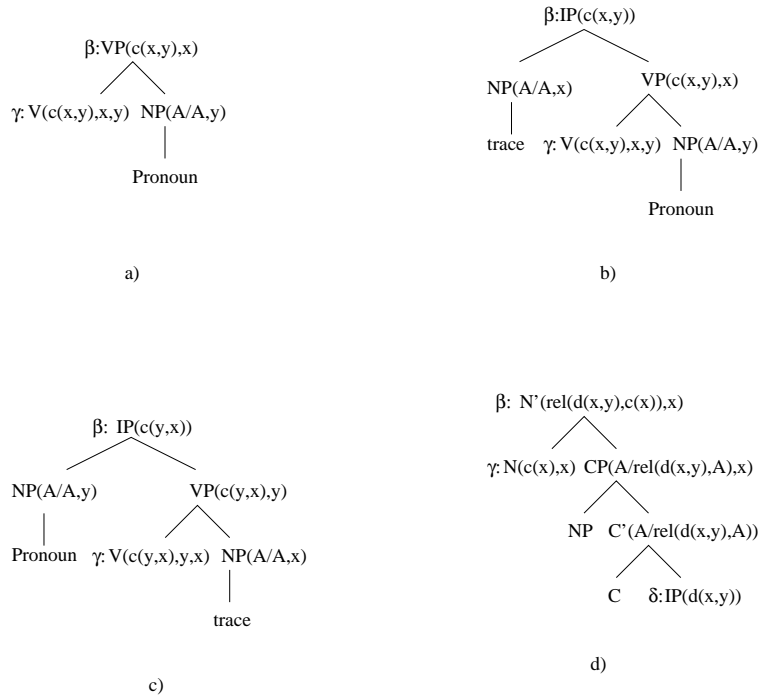 β:VP(c(x,y),x)
γ: V(c(x,y),x,y) NP(A/A,y)
Pronoun
a)
β:IP(c(x,y))
NP(A/A,x) VP(c(x,y),x)
trace γ: V(c(x,y),x,y) NP(A/A,y)
Pronoun
b)
β: IP(c(y,x))
NP(A/A,y) VP(c(y,x),y)
Pronoun γ: V(c(y,x),y,x) NP(A/A,x)
trace
c)
β: N’(rel(d(x,y),c(x)),x)
γ: N(c(x),x) CP(A/rel(d(x,y),A),x)
NP C’(A/rel(d(x,y),A))
C δ:IP(d(x,y))
d)